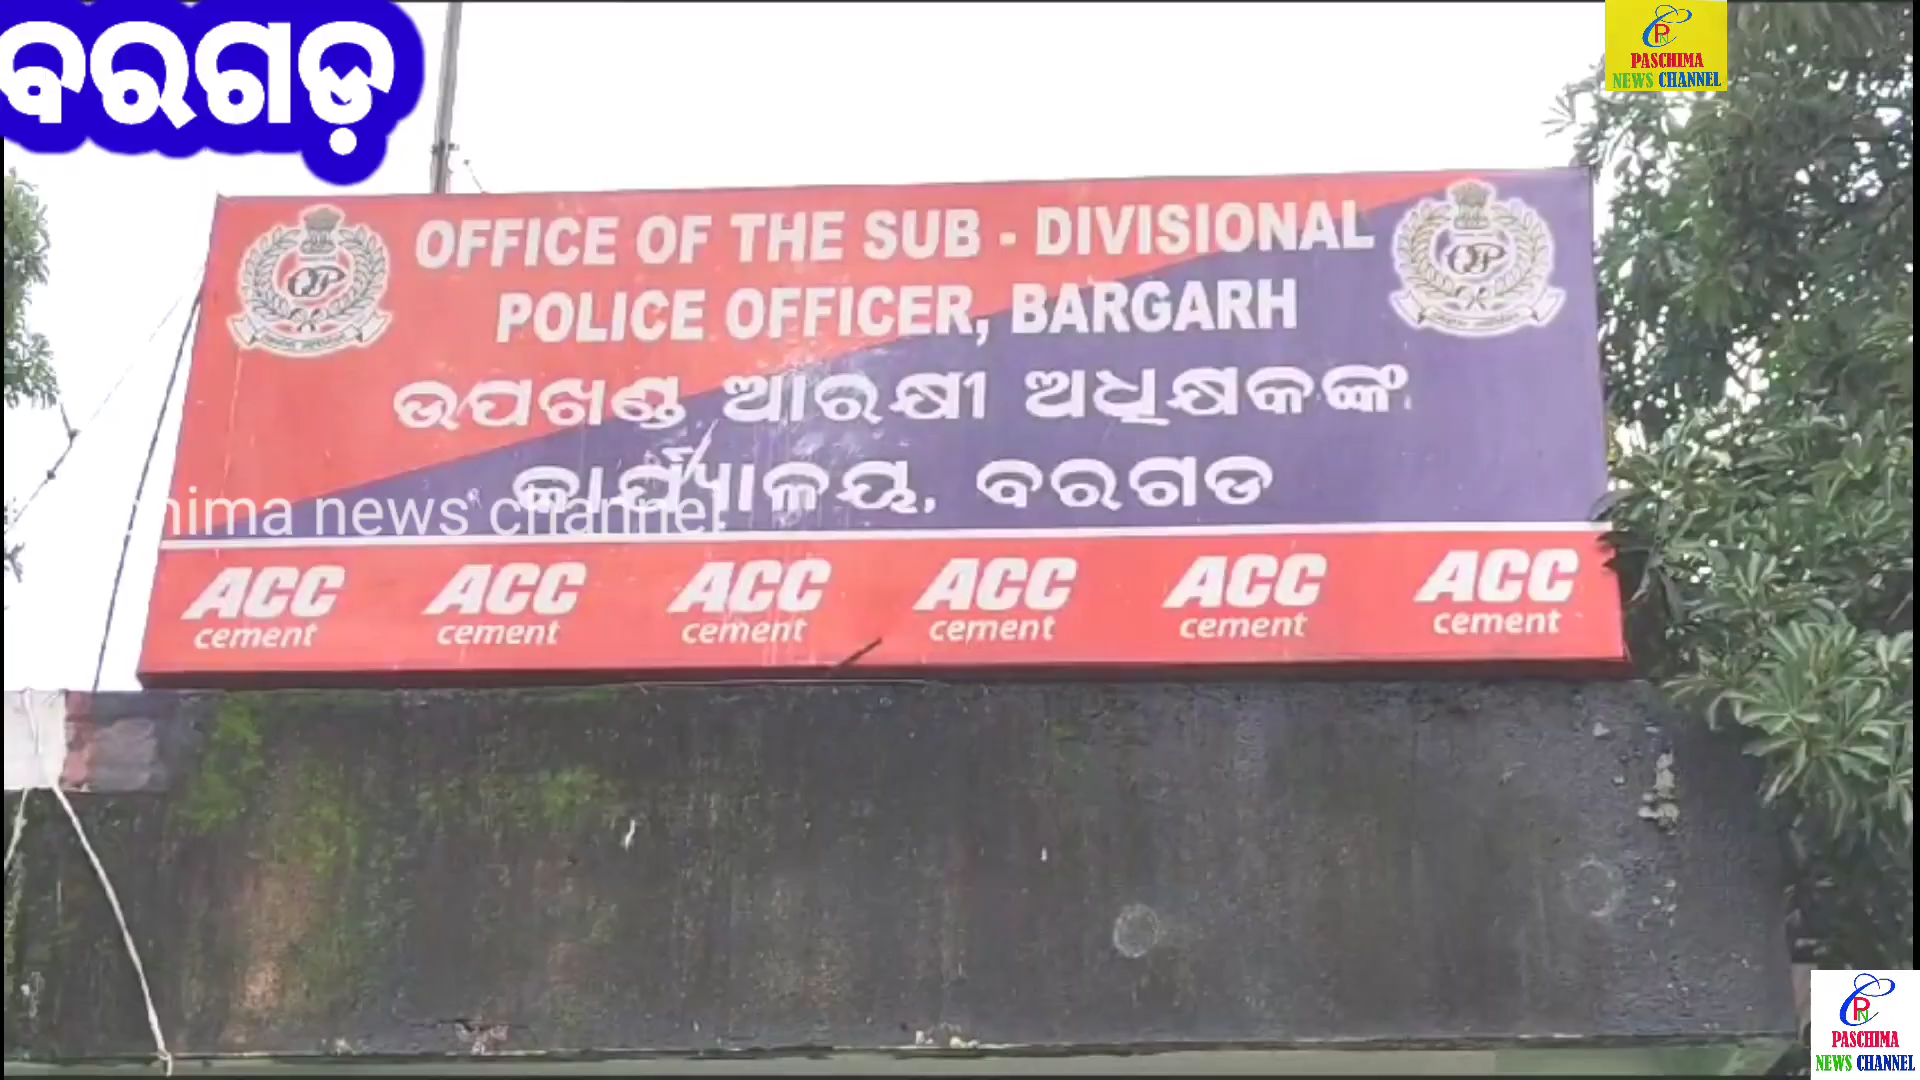 ବରଗଡ଼
PASCHIMA
NEWS CHANNEL
OFFICE OF THE SUB - DIVISIONAL
POLICE OFFICER, BARGARH
ଉପଖଣ୍ଡ ଆରକ୍ଷୀ ଅଧିକ୍ଷକଙ୍କ
କାର୍ଯ୍ୟାଳୟ, ବରଗଡ
hima news channel
ACC ACC ACC ACC ACC ACC
cement cement cement cement cement cement
PASCHIMA
NEWS CHANNEL